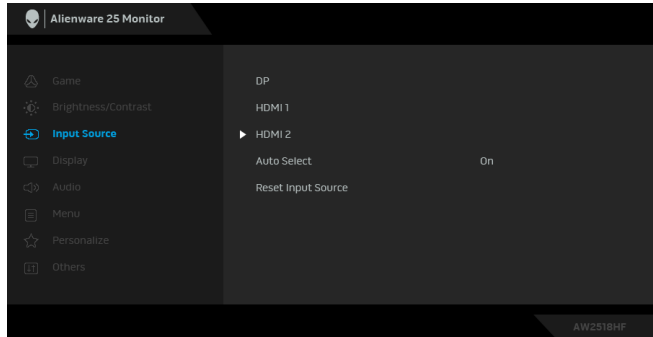 Alienware 25 Monitor
Game
DP
Brightness/Contrast
HDMI 1
Input Source
HDMI 2
Display
Auto Select On
Audio
Reset Input Source
Menu
Personalize
Others
AW2518HF